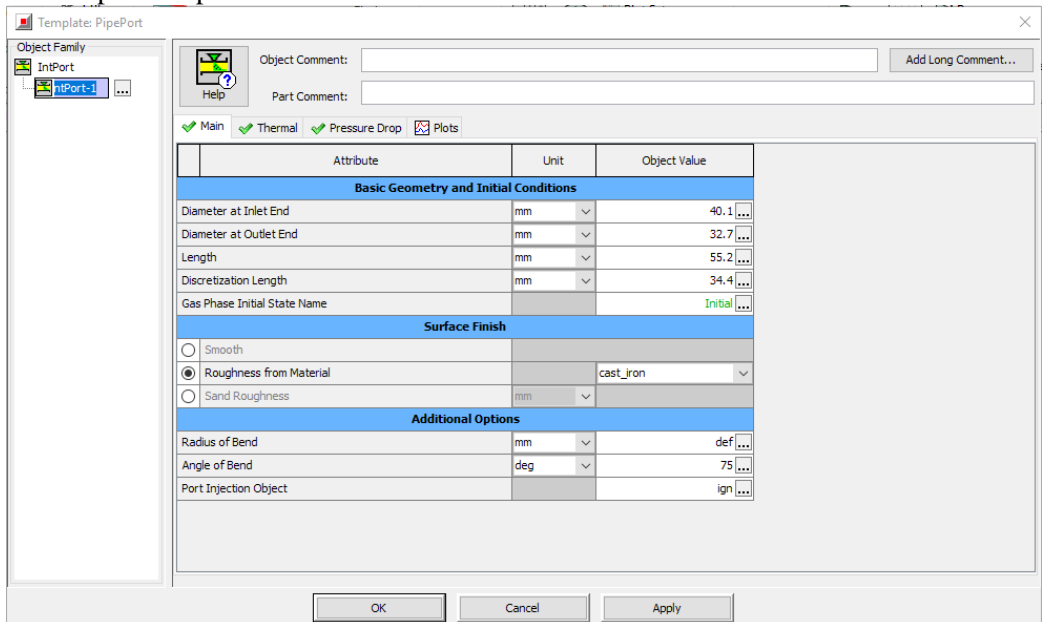 Template: PipePort
Object Family
IntPort
ntPort-1
...
Help
Object Comment:
Add Long Comment...
Part Comment:
Main
Thermal
Pressure Drop
Plots
Attribute Unit Object Value
Basic Geometry and Initial Conditions
Diameter at Inlet End mm 40.1 ...
Diameter at Outlet End mm 32.7 ...
Length mm 55.2 ...
Discretization Length mm 34.4 ...
Gas Phase Initial State Name Initial ...
Surface Finish
Smooth
Roughness from Material cast_iron
Sand Roughness mm
Additional Options
Radius of Bend mm def ...
Angle of Bend deg 75 ...
Port Injection Object ign ...
OK Cancel Apply